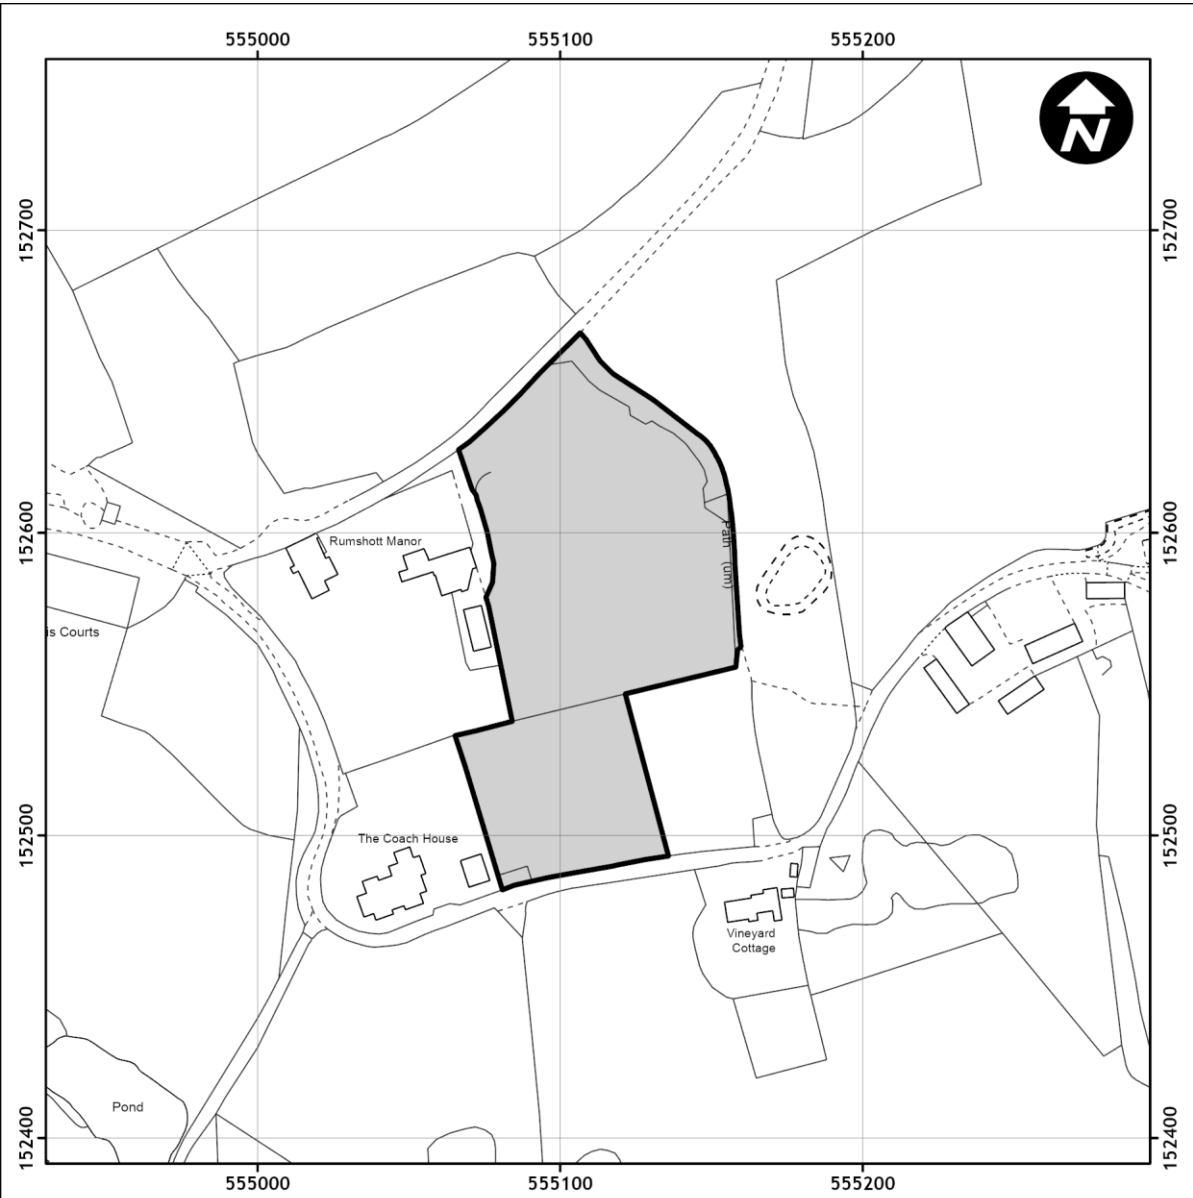 555000 555100 555200
N
152700 152700
152600 152600
Rumshott Manor
Path (um)
is Courts
152500 152500
The Coach House
Vineyard
Cottage
Pond
152400 152400
555000 555100 555200